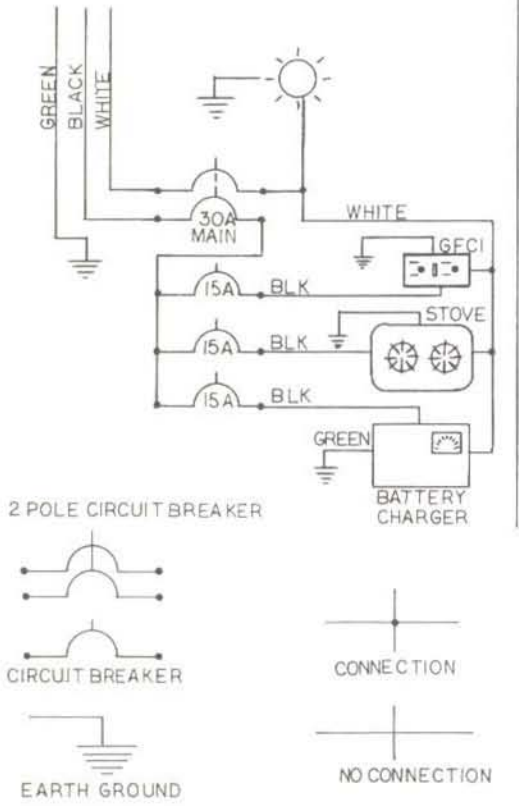 GREEN
BLACK
WHITE
30A
MAIN
WHITE
GFCI
15A
BLK
STOVE
15A
BLK
15A
BLK
GREEN
BATTERY
CHARGER
2 POLE CIRCUIT BREAKER
CIRCUIT BREAKER
CONNECTION
EARTH GROUND
NO CONNECTION